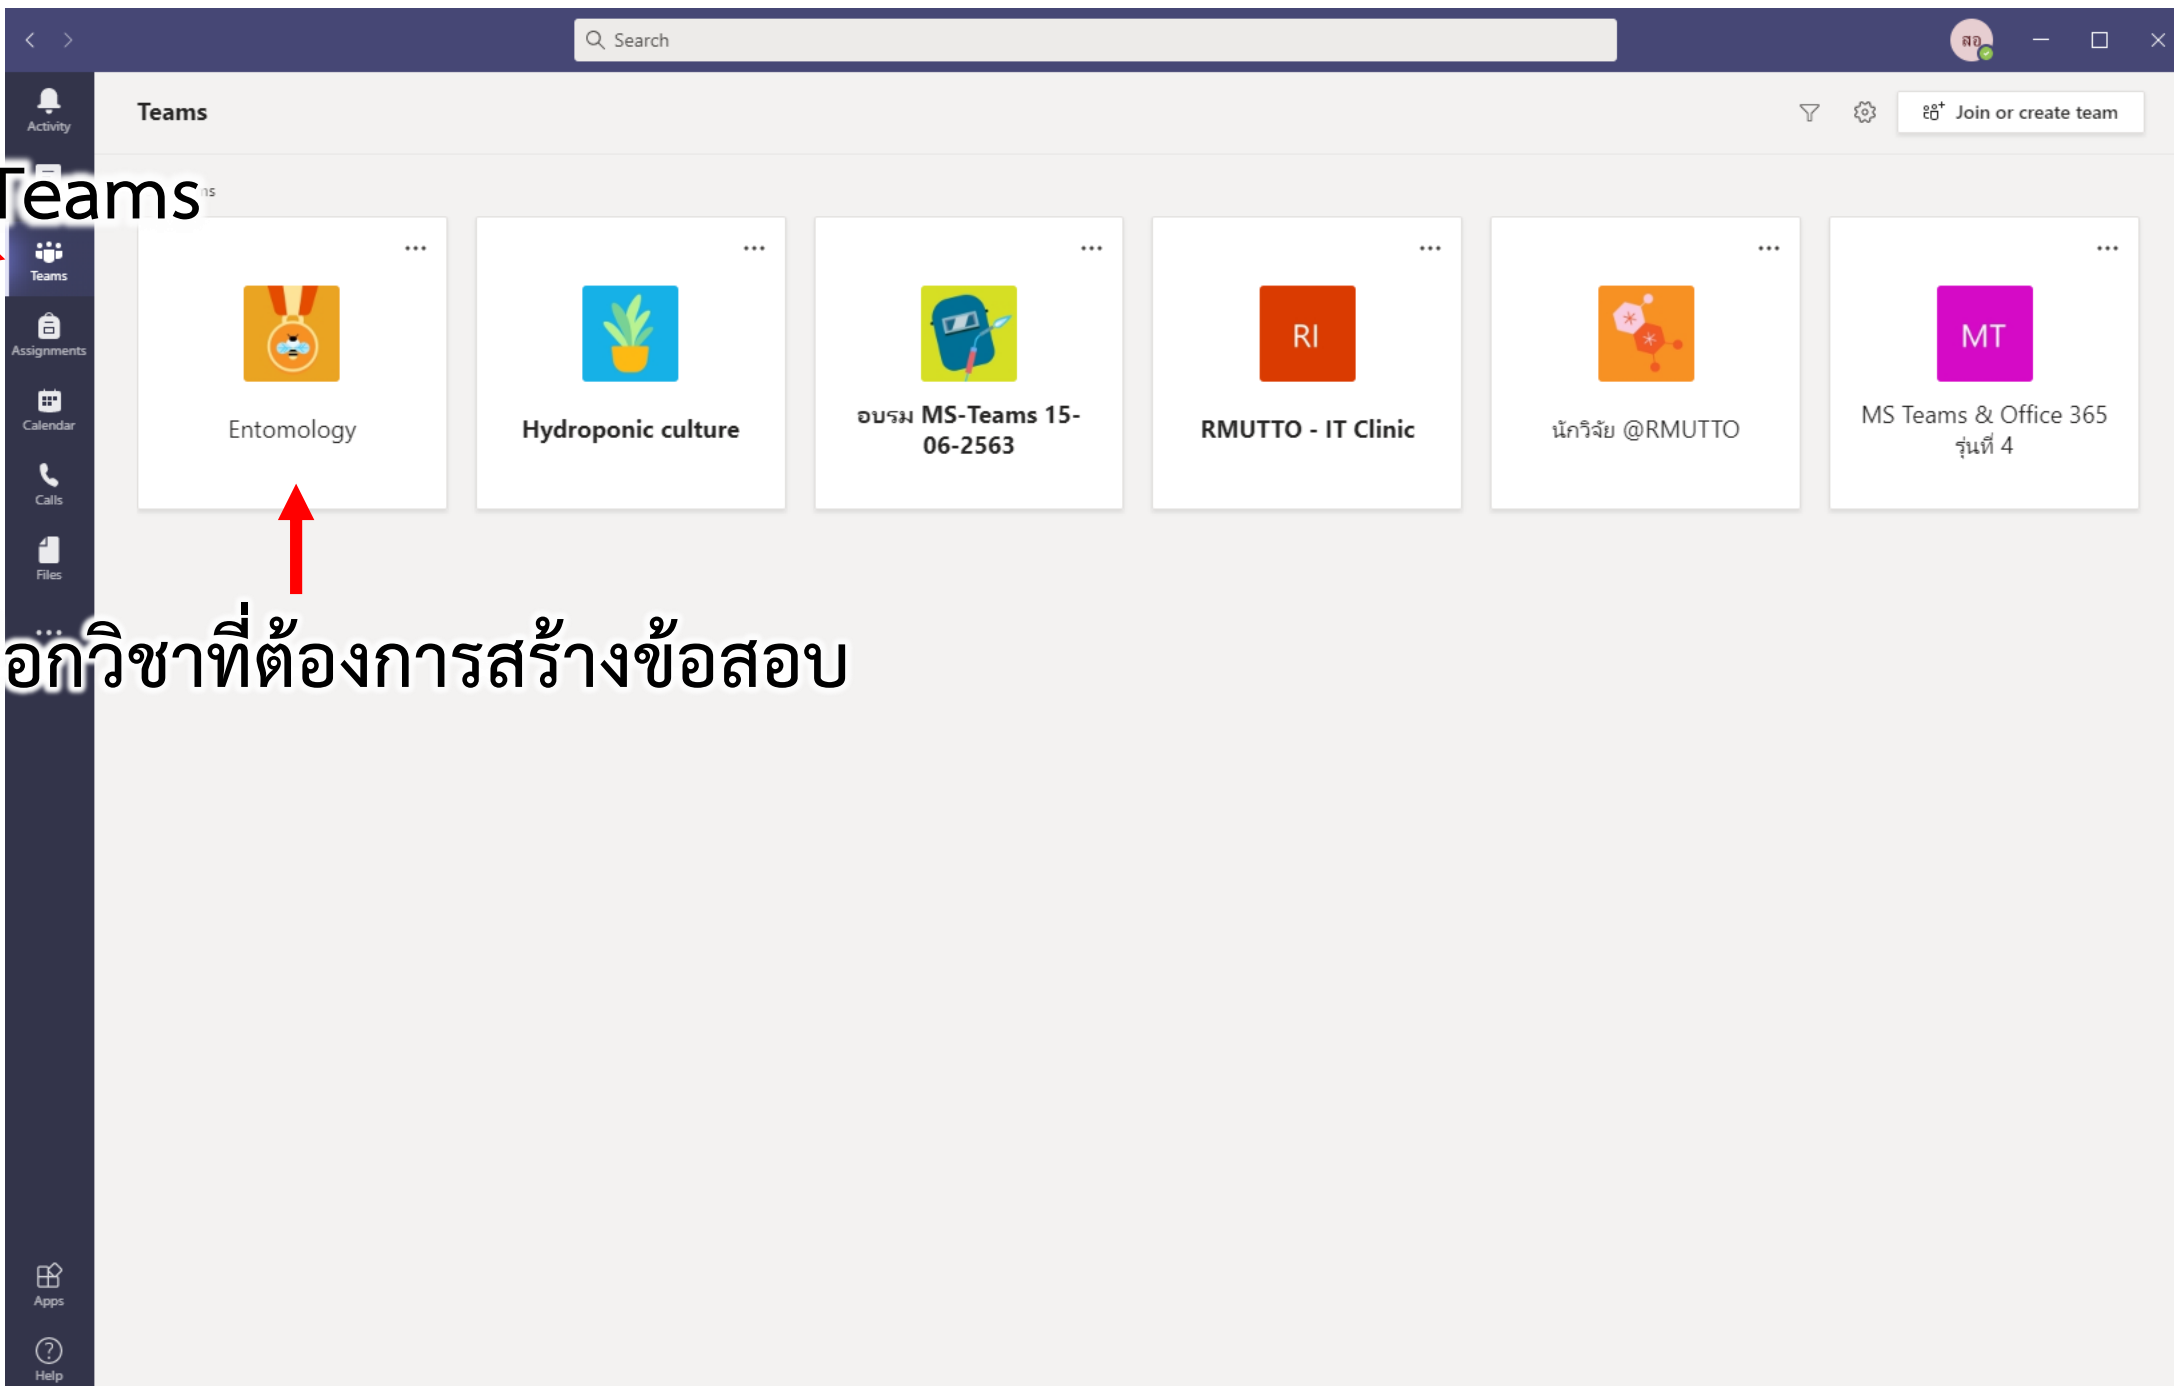 Search
สอ
Activity
Teams
Join or create team
Teams
Teams
Assignments
Calendar
Calls
Files
Entomology
Hydroponic culture
อบรม MS-Teams 15-
06-2563
RI
RMUTTO - IT Clinic
นักวิจัย @RMUTTO
MT
MS Teams & Office 365
รุ่นที่ 4
อกวิชาที่ต้องการสร้างข้อสอบ
Apps
Help